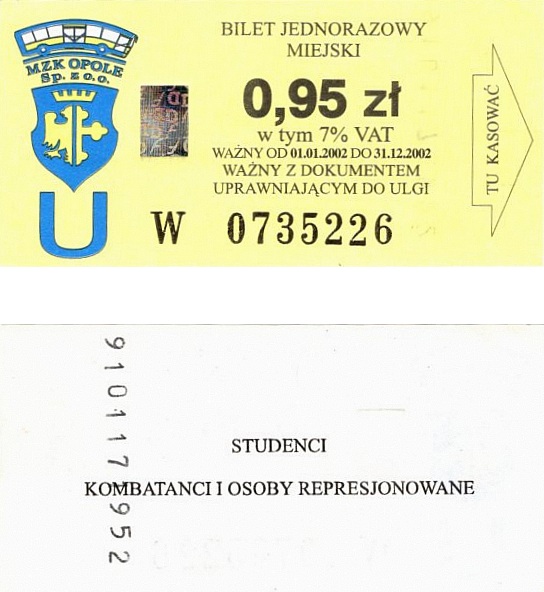 MZK OPOLE
Sp. z o.o.
U
BILET JEDNORAZOWY
MIEJSKI
0,95 zł
w tym 7% VAT
WAŻNY OD 01.01.2002 DO 31.12.2002
WAŻNY Z DOKUMENTEM
UPRAWNIAJĄCYM DO ULGI
W 0735226
TU KASOWAĆ
STUDENCI
KOMBATANCI I OSOBY REPRESJONOWANE